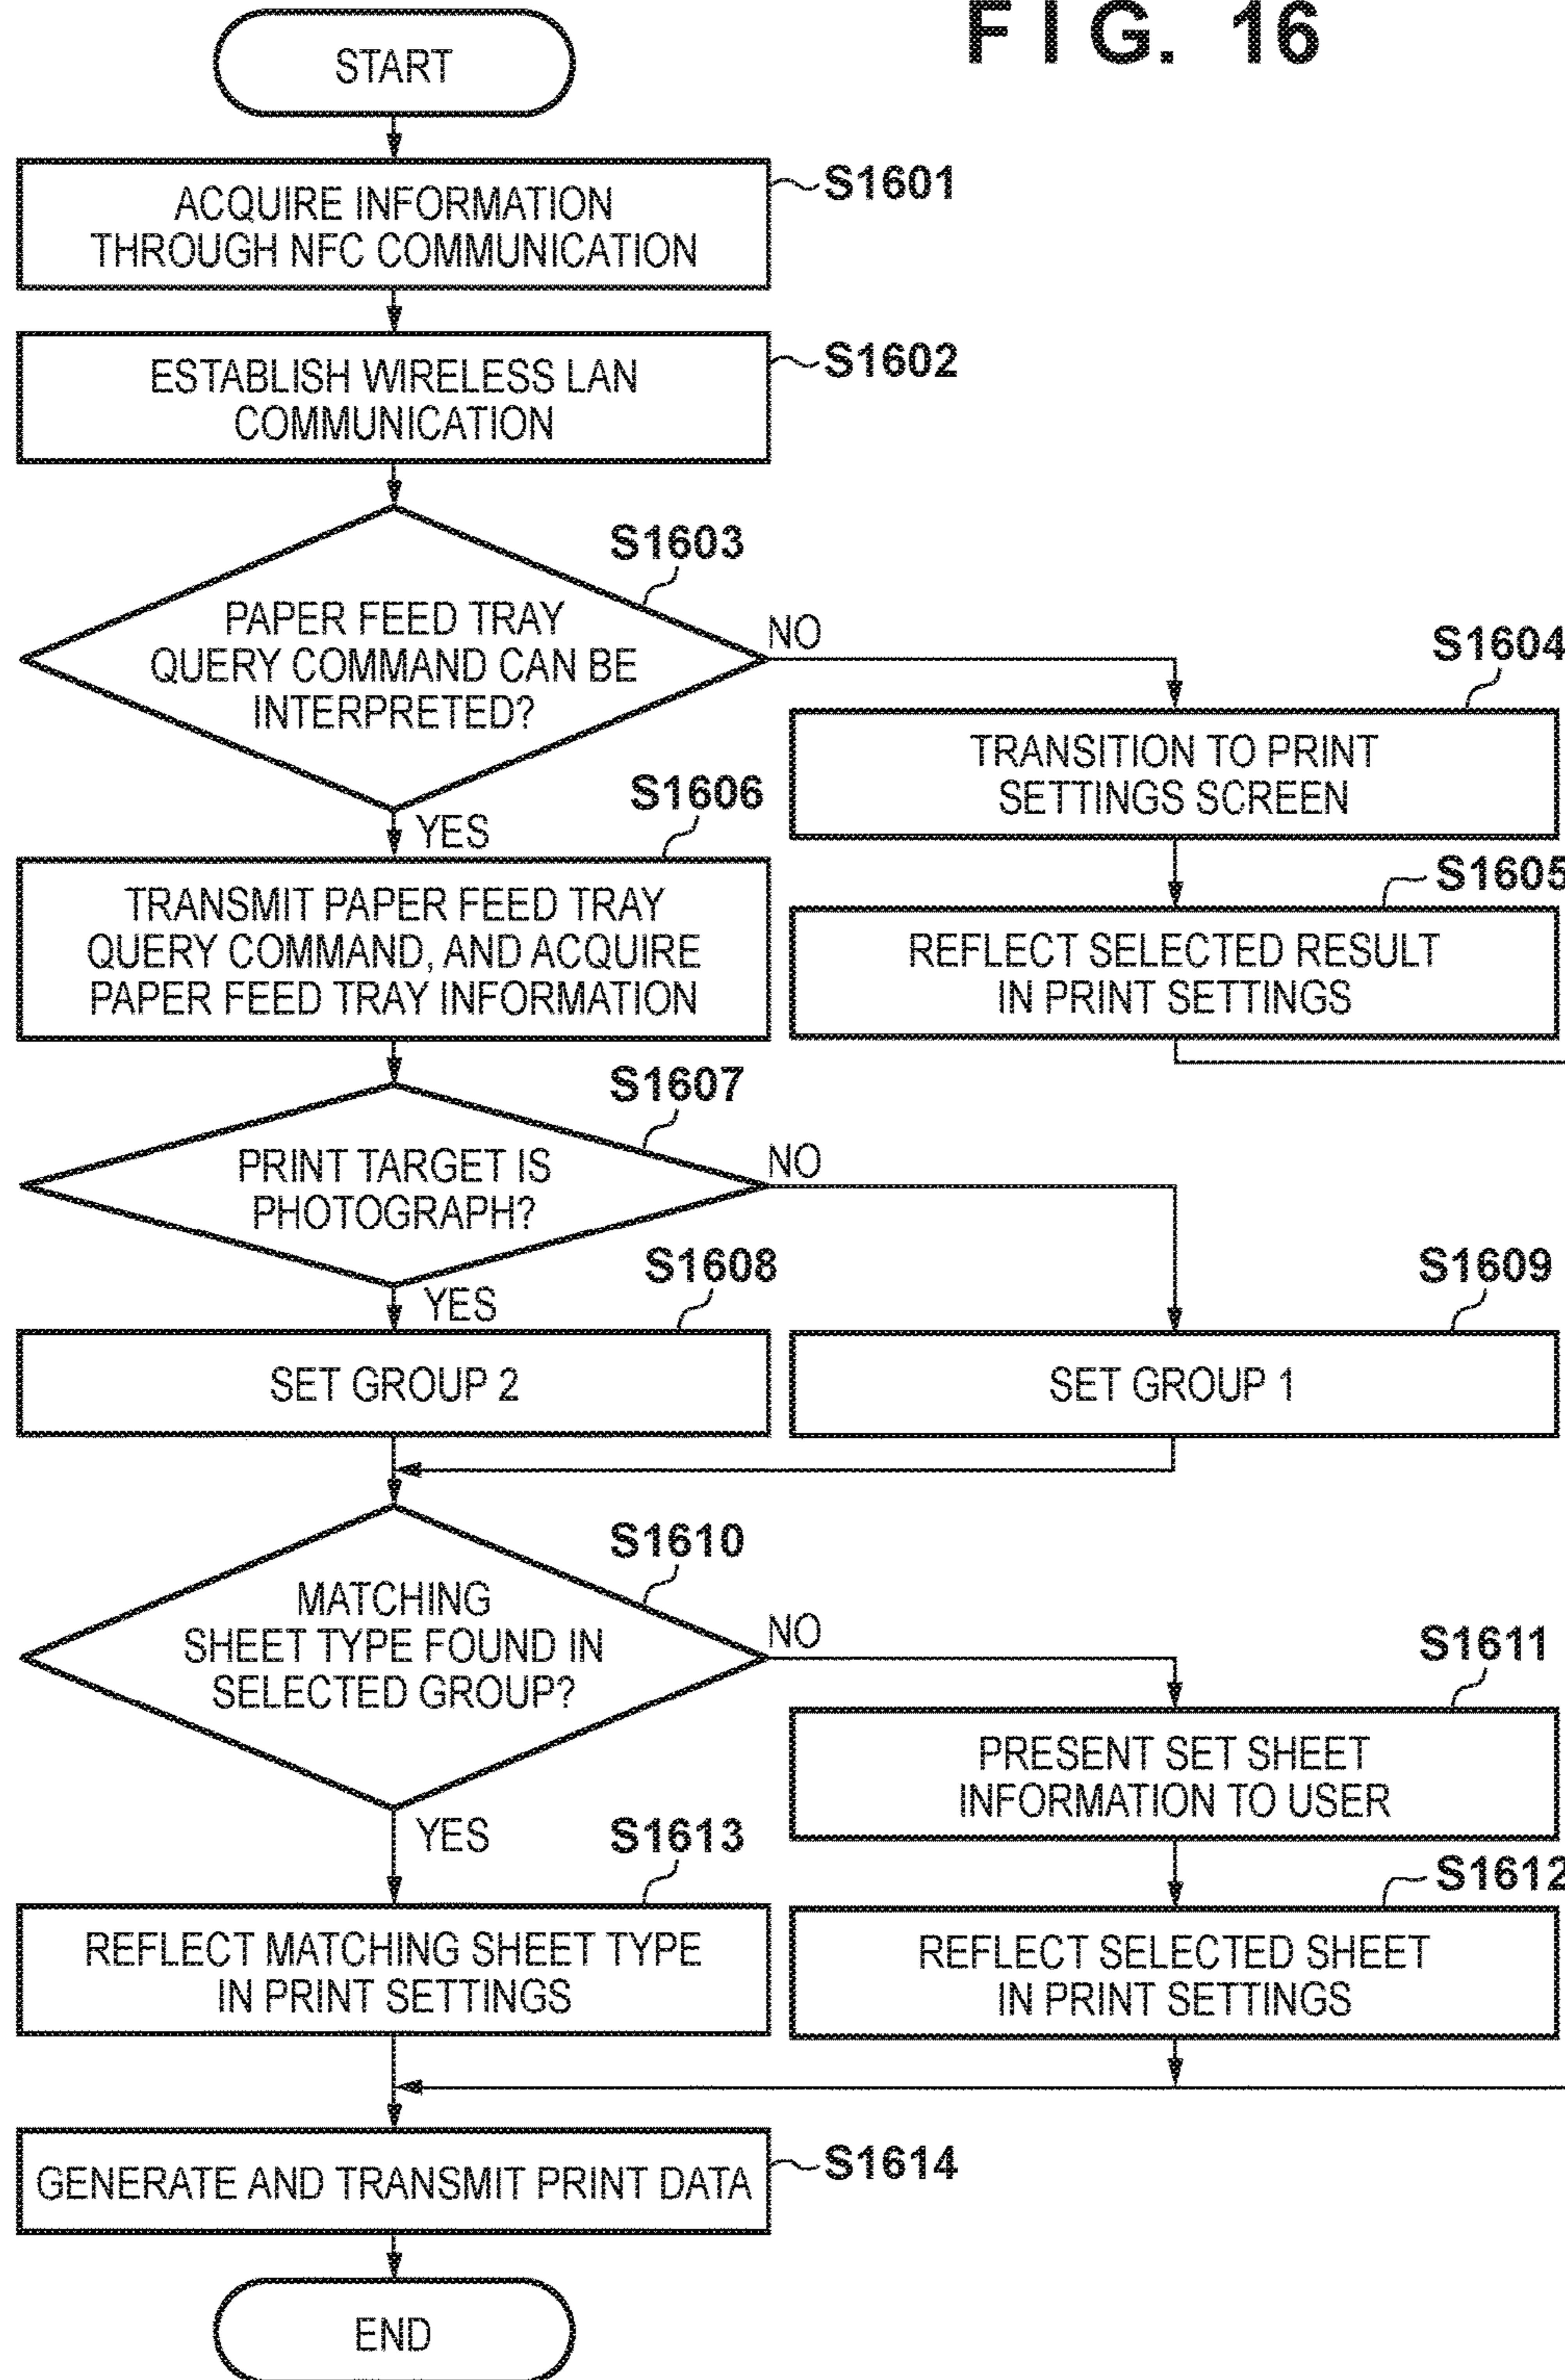 FIG. 16
START
ACQUIRE INFORMATION
THROUGH NFC COMMUNICATION
S1601
ESTABLISH WIRELESS LAN
COMMUNICATION
S1602
S1603
PAPER FEED TRAY
QUERY COMMAND CAN BE
INTERPRETED?
NO
YES
S1604
TRANSITION TO PRINT
SETTINGS SCREEN
S1605
REFLECT SELECTED RESULT
IN PRINT SETTINGS
S1606
TRANSMIT PAPER FEED TRAY
QUERY COMMAND, AND ACQUIRE
PAPER FEED TRAY INFORMATION
S1607
PRINT TARGET IS
PHOTOGRAPH?
NO
YES
S1608
SET GROUP 2
S1609
SET GROUP 1
S1610
MATCHING
SHEET TYPE FOUND IN
SELECTED GROUP?
NO
YES
S1611
PRESENT SET SHEET
INFORMATION TO USER
S1612
REFLECT SELECTED SHEET
IN PRINT SETTINGS
S1613
REFLECT MATCHING SHEET TYPE
IN PRINT SETTINGS
GENERATE AND TRANSMIT PRINT DATA
S1614
END